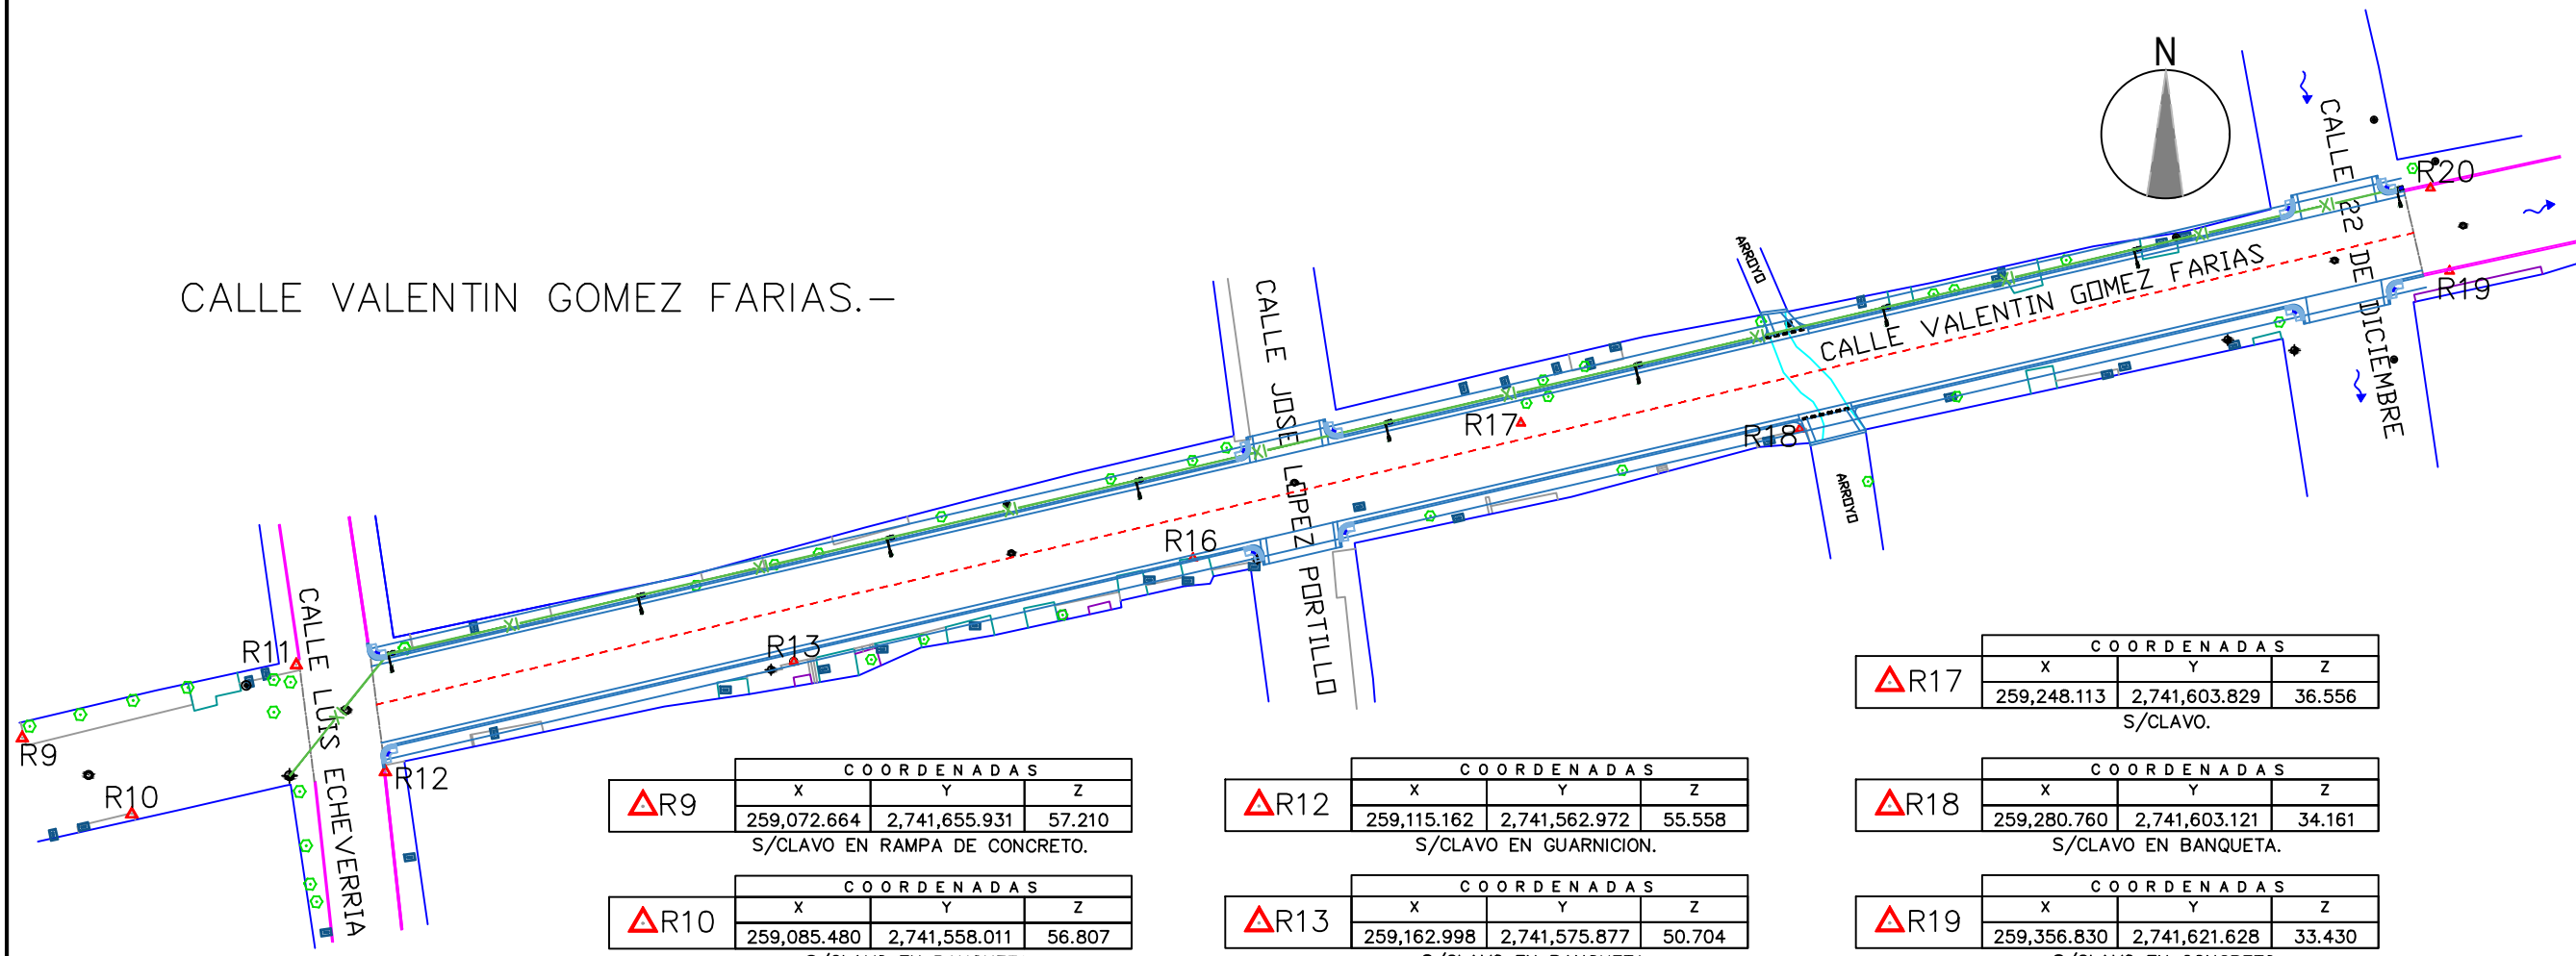 N
CALLE 22 DE DICIEMBRE
R20
ARROYO
CALLE VALENTIN GOMEZ FARIAS
R19
CALLE VALENTIN GOMEZ FARIAS.—
CALLE JOSE LOPEZ PORTILLO
R17
R18
ARROYO
R16
R13
R11
CALLE LUIS ECHEVERRIA
R9
R12
R10
R17
COORDENADAS
X Y Z
259,248.113 2,741,603.829 36.556
S/CLAVO.
R9
COORDENADAS
X Y Z
259,072.664 2,741,655.931 57.210
S/CLAVO EN RAMPA DE CONCRETO.
R12
COORDENADAS
X Y Z
259,115.162 2,741,562.972 55.558
S/CLAVO EN GUARNICION.
R18
COORDENADAS
X Y Z
259,280.760 2,741,603.121 34.161
S/CLAVO EN BANQUETA.
R10
COORDENADAS
X Y Z
259,085.480 2,741,558.011 56.807
R13
COORDENADAS
X Y Z
259,162.998 2,741,575.877 50.704
R19
COORDENADAS
X Y Z
259,356.830 2,741,621.628 33.430